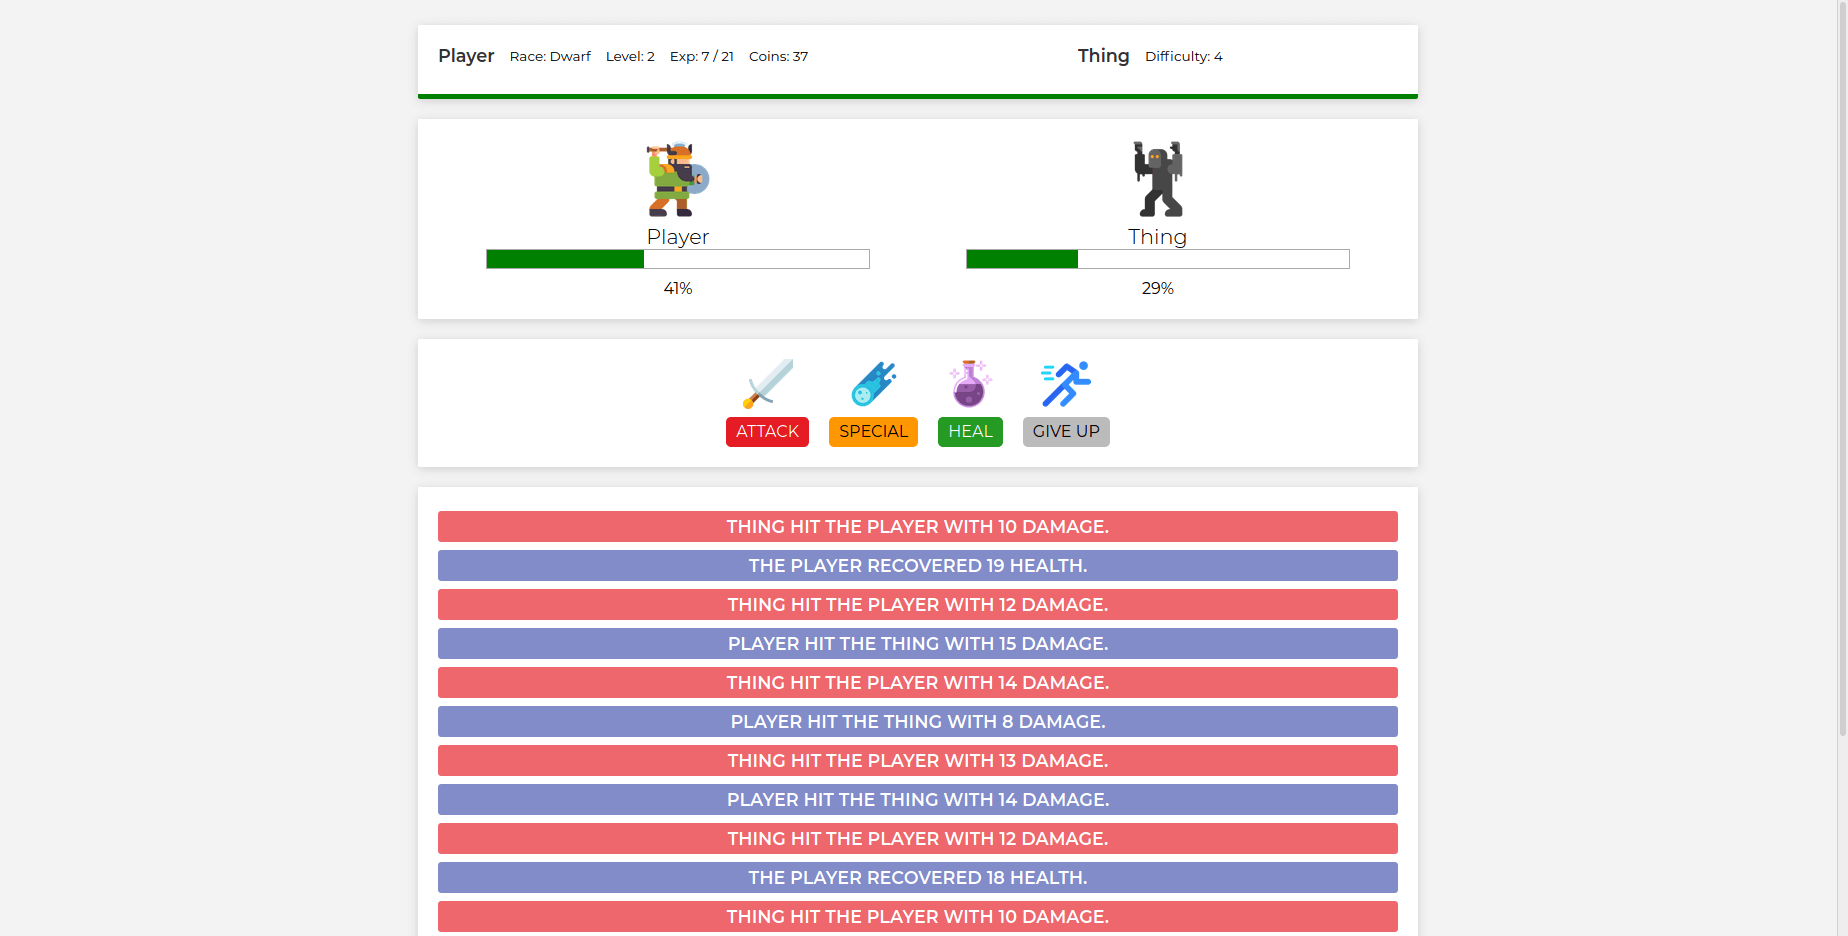 Player Race: Dwarf Level: 2 Exp: 7 / 21 Coins: 37 Thing Difficulty: 4
Player Thing
41% 29%
ATTACK SPECIAL HEAL GIVE UP
THING HIT THE PLAYER WITH 10 DAMAGE.
THE PLAYER RECOVERED 19 HEALTH.
THING HIT THE PLAYER WITH 12 DAMAGE.
PLAYER HIT THE THING WITH 15 DAMAGE.
THING HIT THE PLAYER WITH 14 DAMAGE.
PLAYER HIT THE THING WITH 8 DAMAGE.
THING HIT THE PLAYER WITH 13 DAMAGE.
PLAYER HIT THE THING WITH 14 DAMAGE.
THING HIT THE PLAYER WITH 12 DAMAGE.
THE PLAYER RECOVERED 18 HEALTH.
THING HIT THE PLAYER WITH 10 DAMAGE.